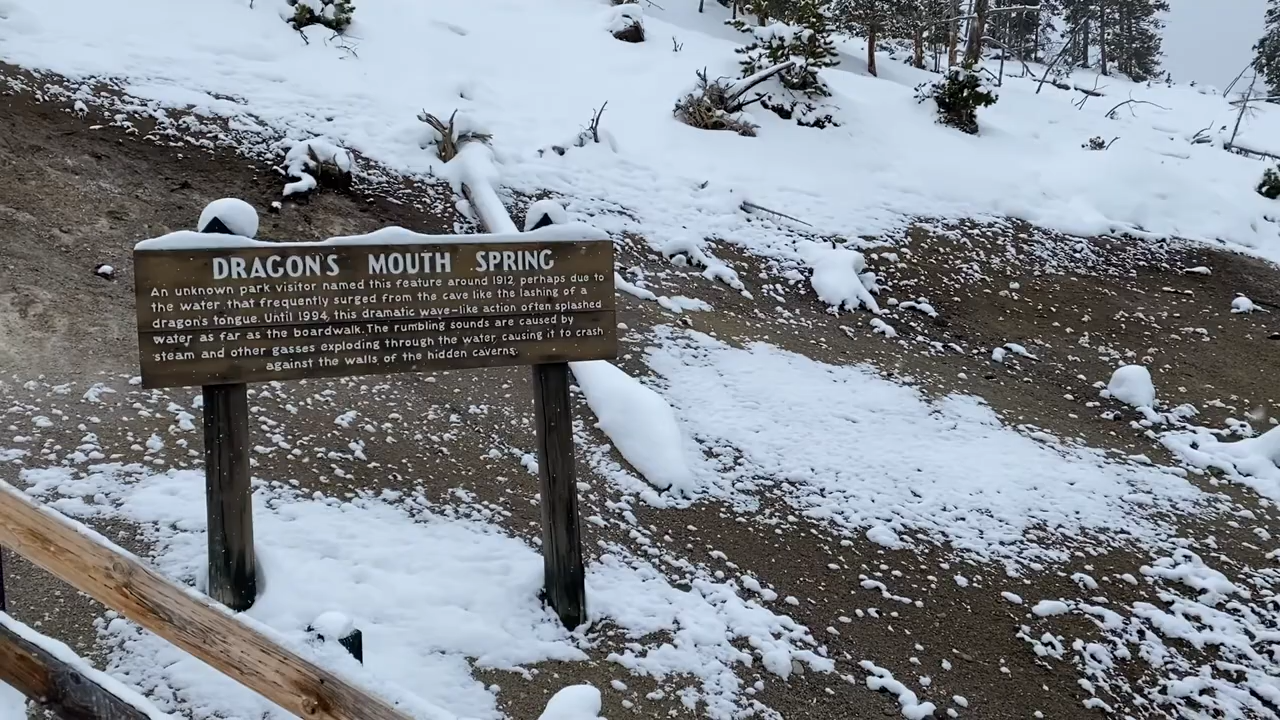 DRAGON'S MOUTH SPRING
An unknown park visitor named this feature around 1912, perhaps due to
the water that frequently surged from the cave like the lashing of a
dragon's tongue. Until 1994, this dramatic wave-like action often splashed
water as far as the boardwalk. The rumbling sounds are caused by
steam and other gasses exploding through the water, causing it to crash
against the walls of the hidden caverns.